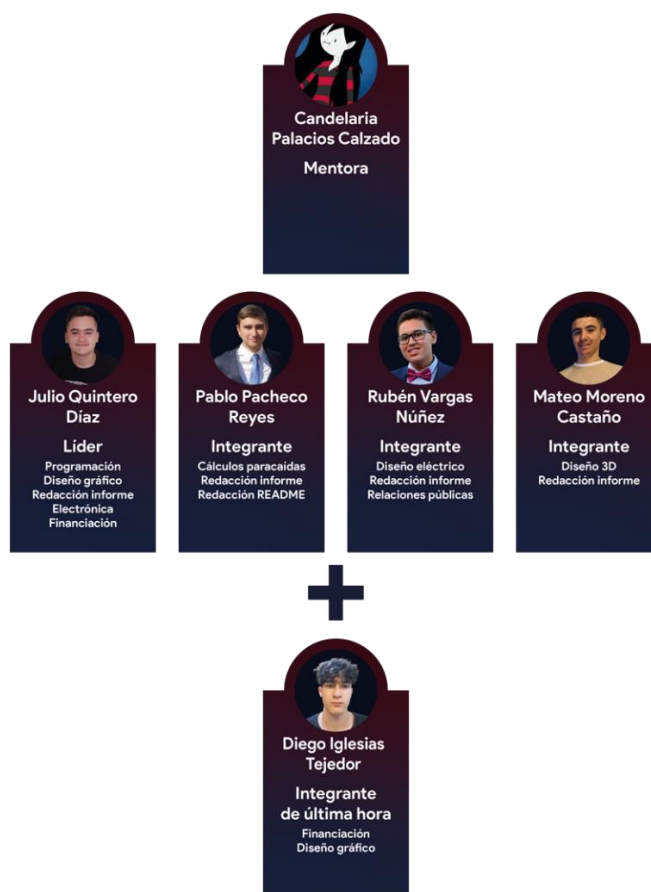 Candelaria
Palacios Calzado
Mentora
Julio Quintero
Díaz
Líder
Programación
Diseño gráfico
Redacción informe
Electrónica
Financiación
Pablo Pacheco
Reyes
Integrante
Cálculos paracaídas
Redacción informe
Redacción README
Rubén Vargas
Núñez
Integrante
Diseño eléctrico
Redacción informe
Relaciones públicas
Mateo Moreno
Castaño
Integrante
Diseño 3D
Redacción informe
Diego Iglesias
Tejedor
Integrante
de última hora
Financiación
Diseño gráfico